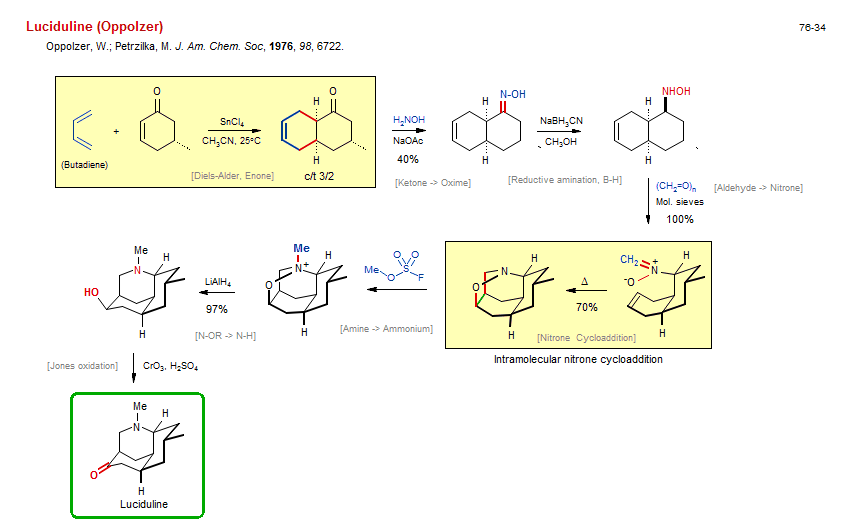 Luciduline (Oppolzer)
76-34
Oppolzer, W.; Petrzilka, M. J. Am. Chem. Soc, 1976, 98, 6722.
(Butadiene)
+
O
SnCl4
CH3CN, 25°C
[Diels-Alder, Enone]
H
O
H
c/t 3/2
H2NOH
NaOAc
40%
[Ketone -> Oxime]
H
N-OH
H
NaBH3CN
CH3OH
[Reductive amination, B-H]
H
NHOH
H
(CH2=O)n
Mol. sieves
100%
[Aldehyde -> Nitrone]
CH2
+
N
-O
H
H
Δ
70%
[Nitrone Cycloaddition]
O
N
H
H
Intramolecular nitrone cycloaddition
Me
O
O
S
O
F
[Amine -> Ammonium]
Me
N+
O
H
H
LiAlH4
97%
[N-OR -> N-H]
Me
N
H
HO
H
[Jones oxidation]
CrO3, H2SO4
Me
N
H
O
H
Luciduline